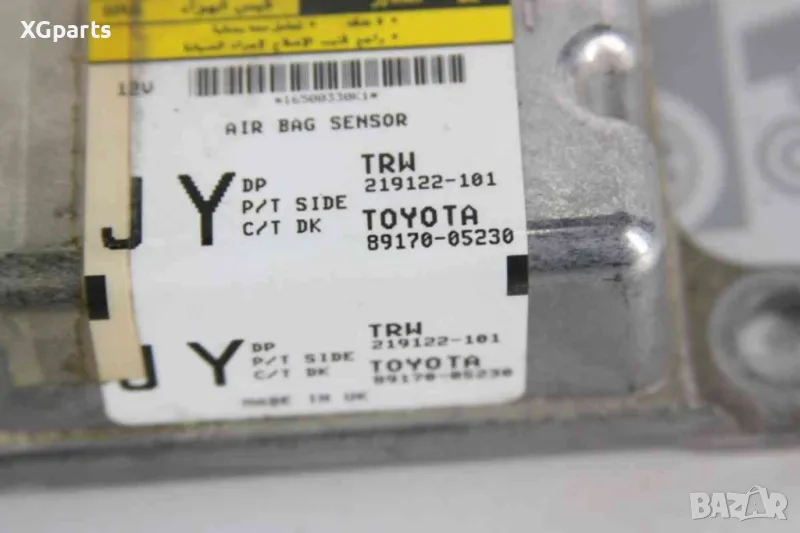 XGparts
12V
*16500330K1*
AIR BAG SENSOR
J Y DP TRW
219122-101
P/T SIDE
C/T DK TOYOTA
89170-05230
J Y DP TRW
219122-101
P/T SIDE
C/T DK TOYOTA
89170-05230
MADE IN UK
BAZAR